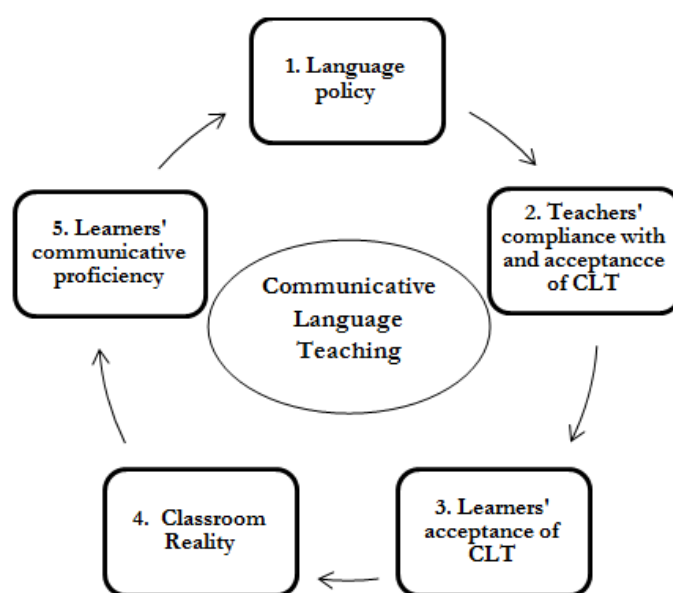 1. Language
policy
2. Teachers'
compliance with
and acceptancce
of CLT
3. Learners'
acceptance of
CLT
4. Classroom
Reality
5. Learners'
communicative
proficiency
Communicative
Language
Teaching